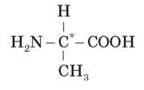 H
H₂N – C* – COOH
CH₃